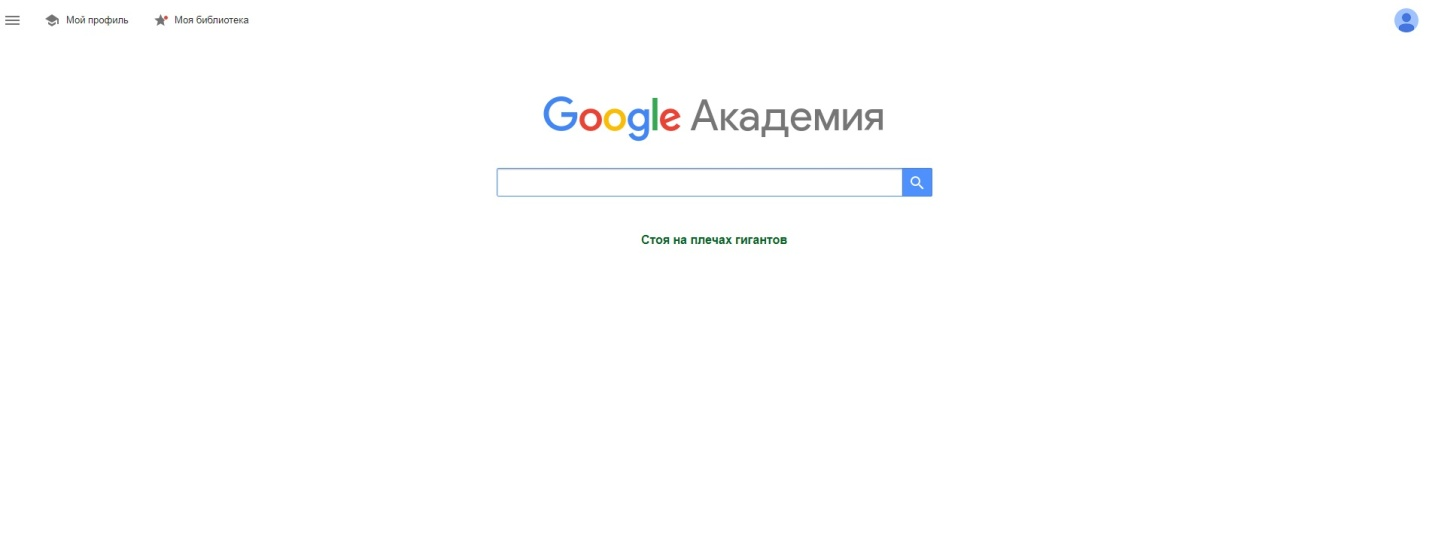 Мой профиль Моя библиотека
Google Академия
Стоя на плечах гигантов